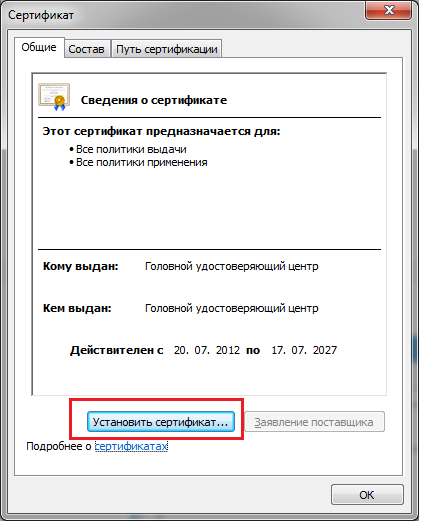 Сертификат
Общие Состав Путь сертификации
Сведения о сертификате
Этот сертификат предназначается для:
• Все политики выдачи
• Все политики применения
Кому выдан: Головной удостоверяющий центр
Кем выдан: Головной удостоверяющий центр
Действителен с 20. 07. 2012 по 17. 07. 2027
Установить сертификат... Заявление поставщика
Подробнее о сертификатах
ОК